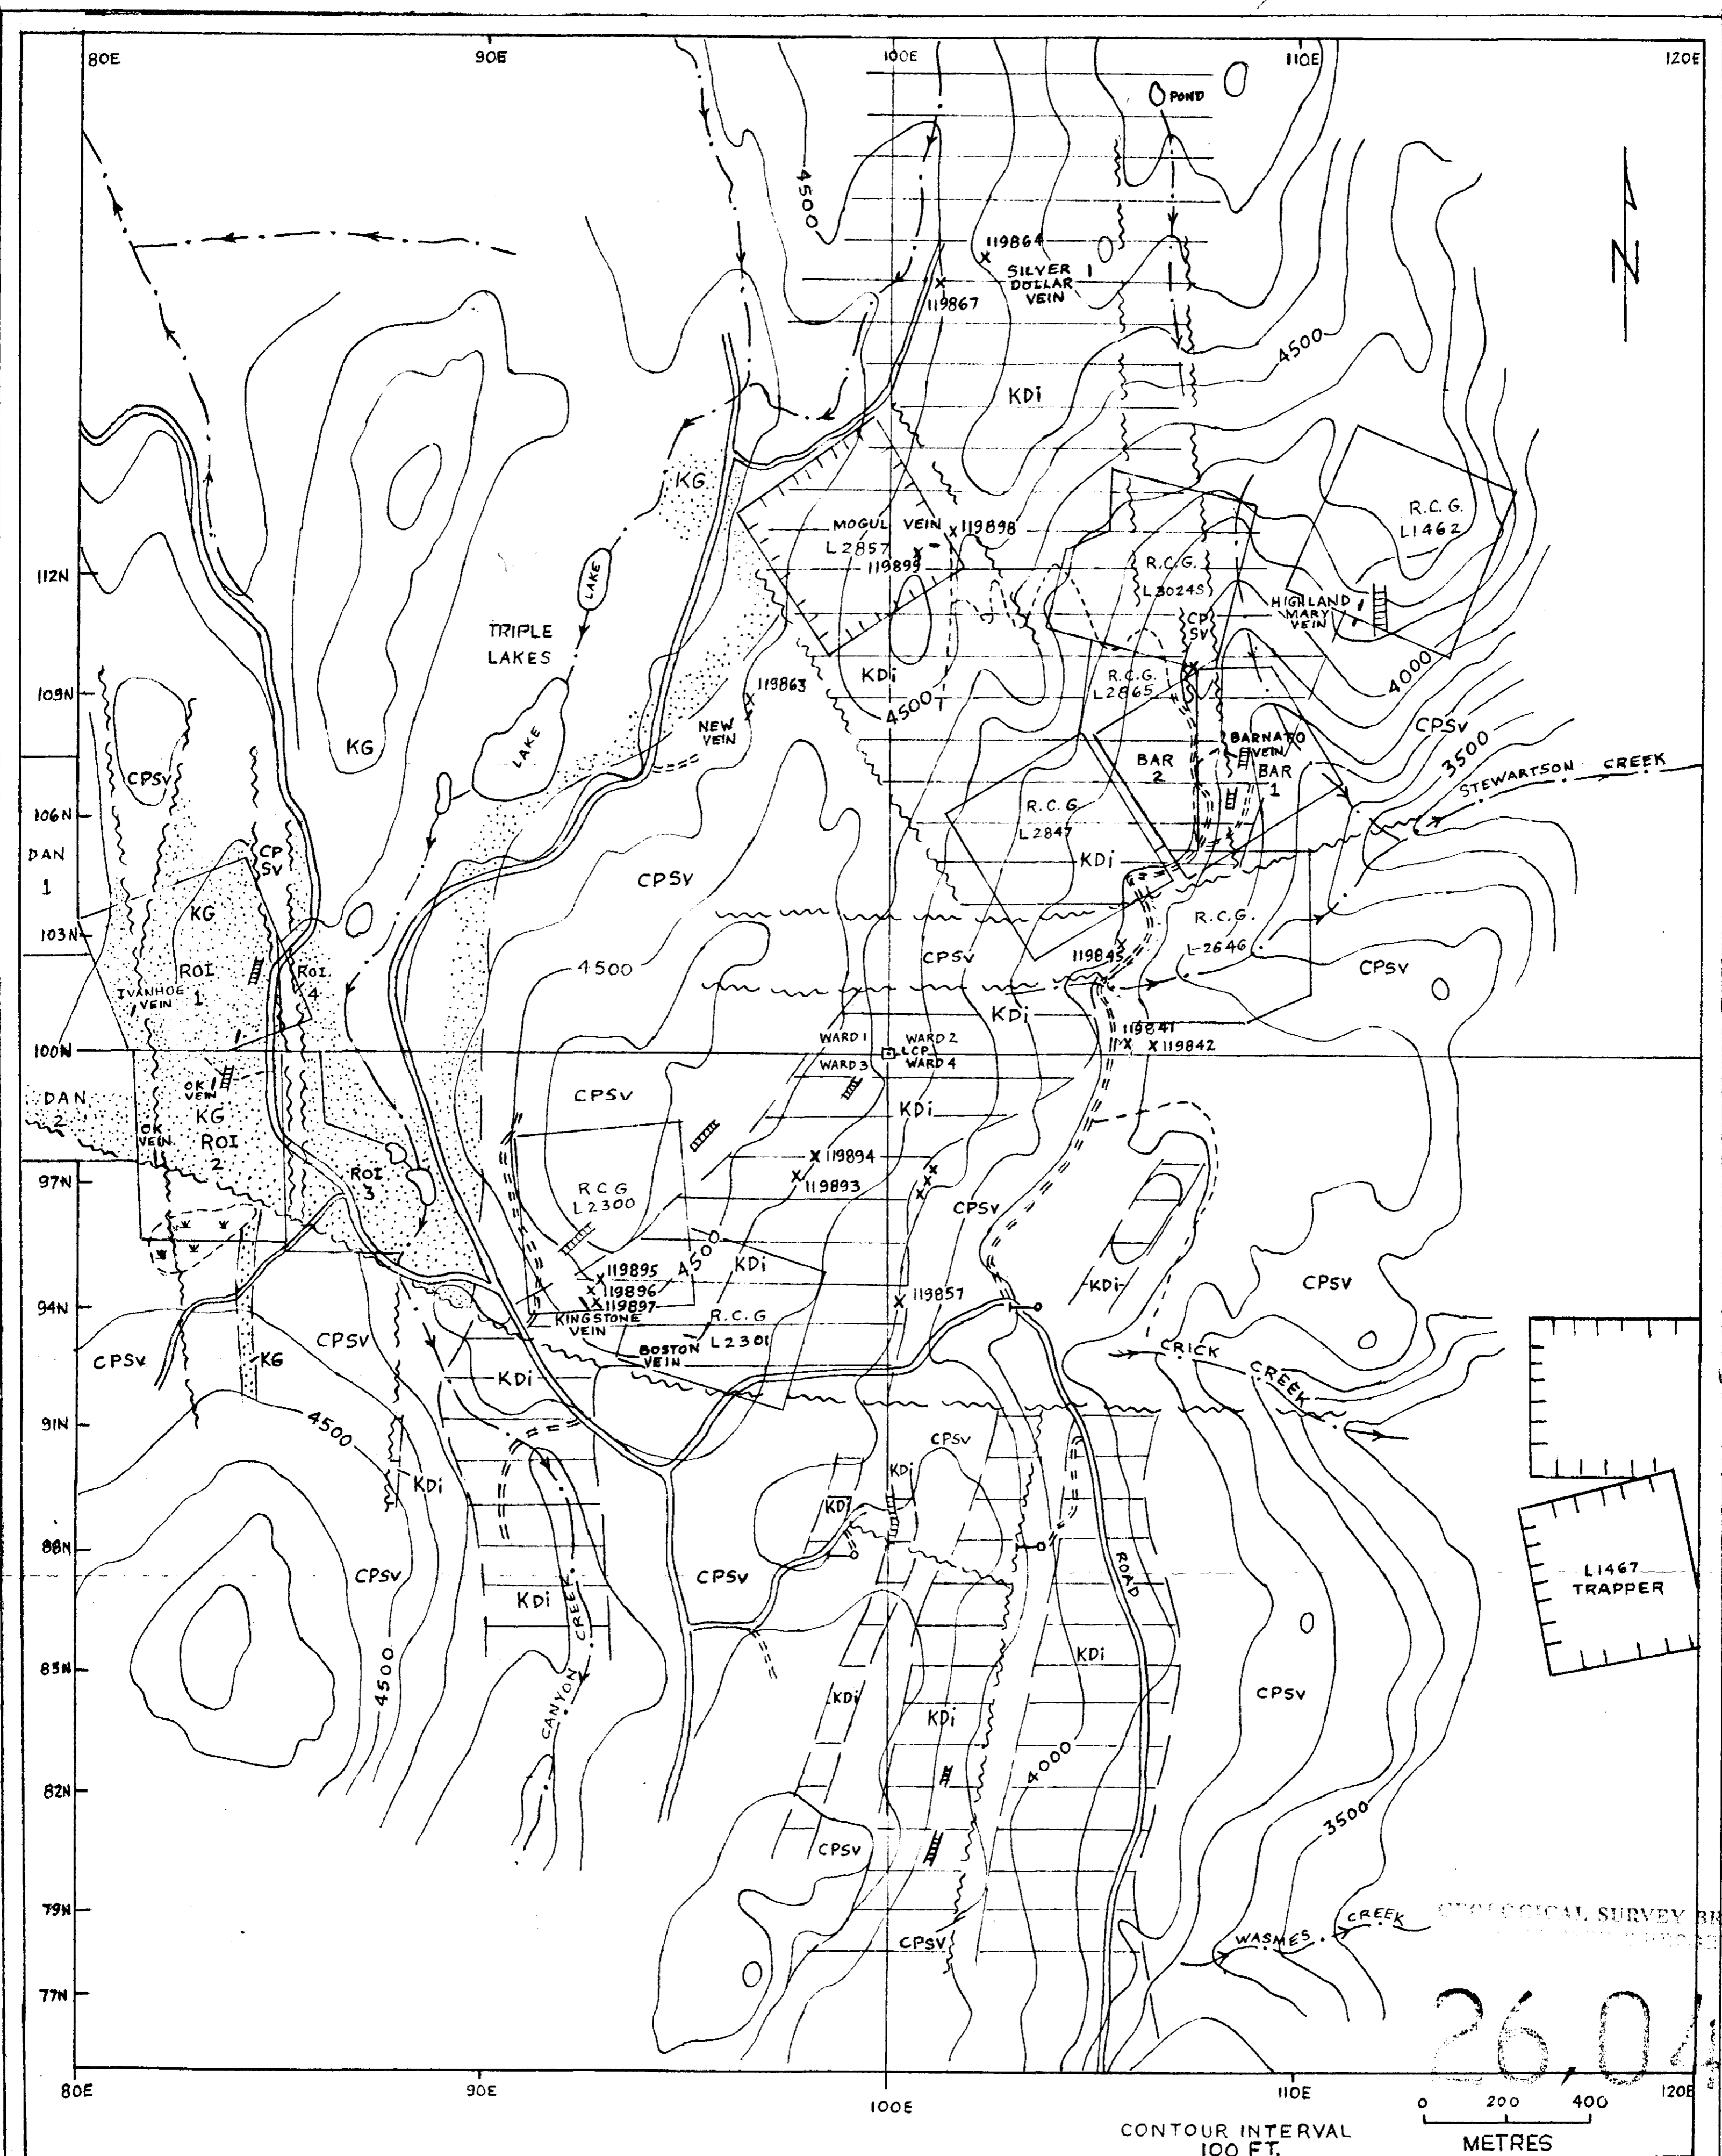 80E
90E
100E
110E
120E
POND
4500
N
119864
SILVER
DOLLAR
VEIN
119867
4500
KDi
KG
MOGUL VEIN
119898
L2857
119899
R.C.G.
L1462
112N
LAKE
R.C.G.
L3024S
HIGHLAND
MARY
VEIN
CP
SV
TRIPLE
LAKES
KDi
119863
R.C.G.
L2865
4000
109N
4500
NEW
VEIN
KG
LAKE
BARNATO
VEIN
CPSV
3500
CPSV
BAR
2
BAR
1
STEWARTSON CREEK
106N
R.C.G
L2847
DAN
1
CP
SV
CPSV
KDi
KG
R.C.G.
L2646
103N
ROI
1
ROI
4
4500
CPSV
119845
CPSV
IVANHOE
VEIN
KDi
119841
119842
WARD 1
WARD 2
100N
LCP
WARD 3
WARD 4
OK
VEIN
CPSV
DAN
2
KG
KDi
OK
VEIN
ROI
2
119894
ROI
3
97N
119893
R C G
L2300
CPSV
4500
KDi
119895
119896
119897
KDi
CPSV
119857
94N
KINGSTONE
VEIN
R.C.G
L2301
BOSTON
VEIN
CPSV
CPSV
KG
CRICK
CREEK
KDi
91N
4500
CPSV
KDi
KDi
KDi
88N
CPSV
CPSV
ROAD
L1467
TRAPPER
KDi
CANYON CREEK
85N
4500
KDi
KDi
KDi
CPSV
4000
82N
3500
CPSV
79N
CREEK
WASMES
GEOLOGICAL SURVEY BR
CPSV
77N
26,04
80E
90E
100E
110E
120E
0 200 400
METRES
CONTOUR INTERVAL
100 FT.